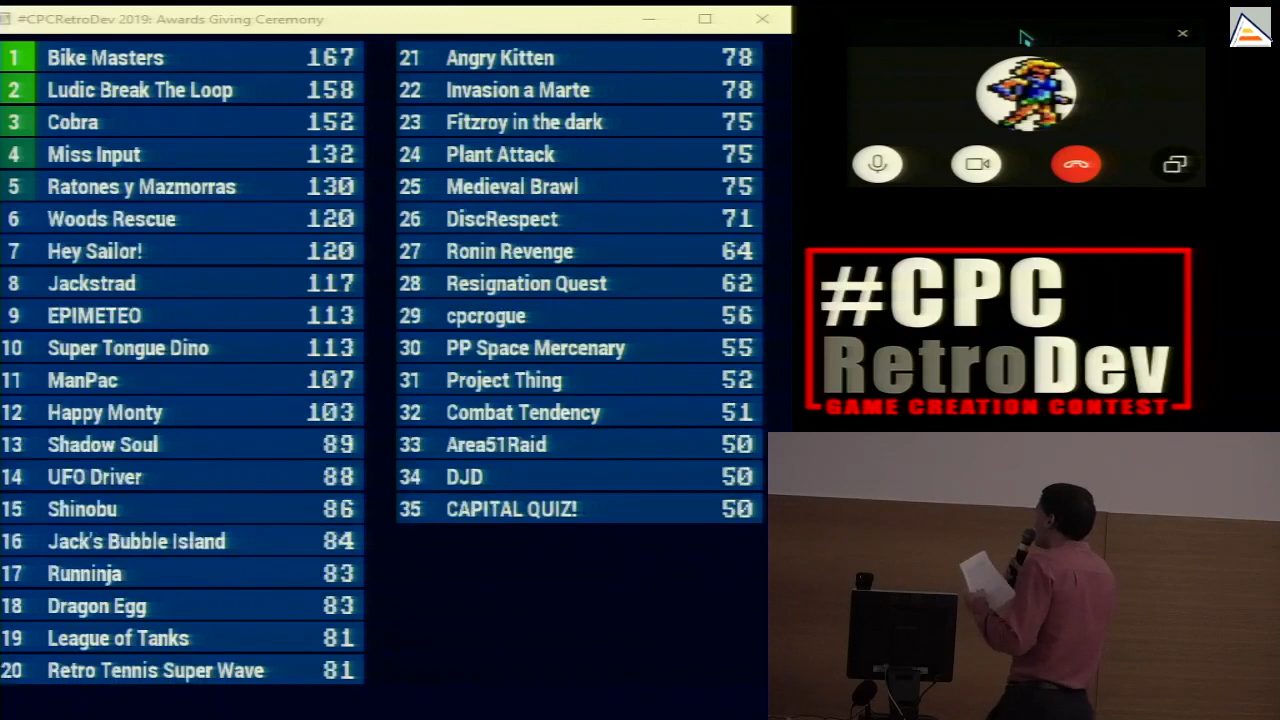 #CPCRetroDev 2019: Awards Giving Ceremony
1 Bike Masters 167
2 Ludic Break The Loop 158
3 Cobra 152
4 Miss Input 132
5 Ratones y Mazmorras 130
6 Woods Rescue 120
7 Hey Sailor! 120
8 Jackstrad 117
9 EPIMETEO 113
10 Super Tongue Dino 113
11 ManPac 107
12 Happy Monty 103
13 Shadow Soul 89
14 UFO Driver 88
15 Shinobu 86
16 Jack's Bubble Island 84
17 Runninja 83
18 Dragon Egg 83
19 League of Tanks 81
20 Retro Tennis Super Wave 81
21 Angry Kitten 78
22 Invasion a Marte 78
23 Fitzroy in the dark 75
24 Plant Attack 75
25 Medieval Brawl 75
26 DiscRespect 71
27 Ronin Revenge 64
28 Resignation Quest 62
29 cpcrogue 56
30 PP Space Mercenary 55
31 Project Thing 52
32 Combat Tendency 51
33 Area51Raid 50
34 DJD 50
35 CAPITAL QUIZ! 50
#CPC
RetroDev
GAME CREATION CONTEST